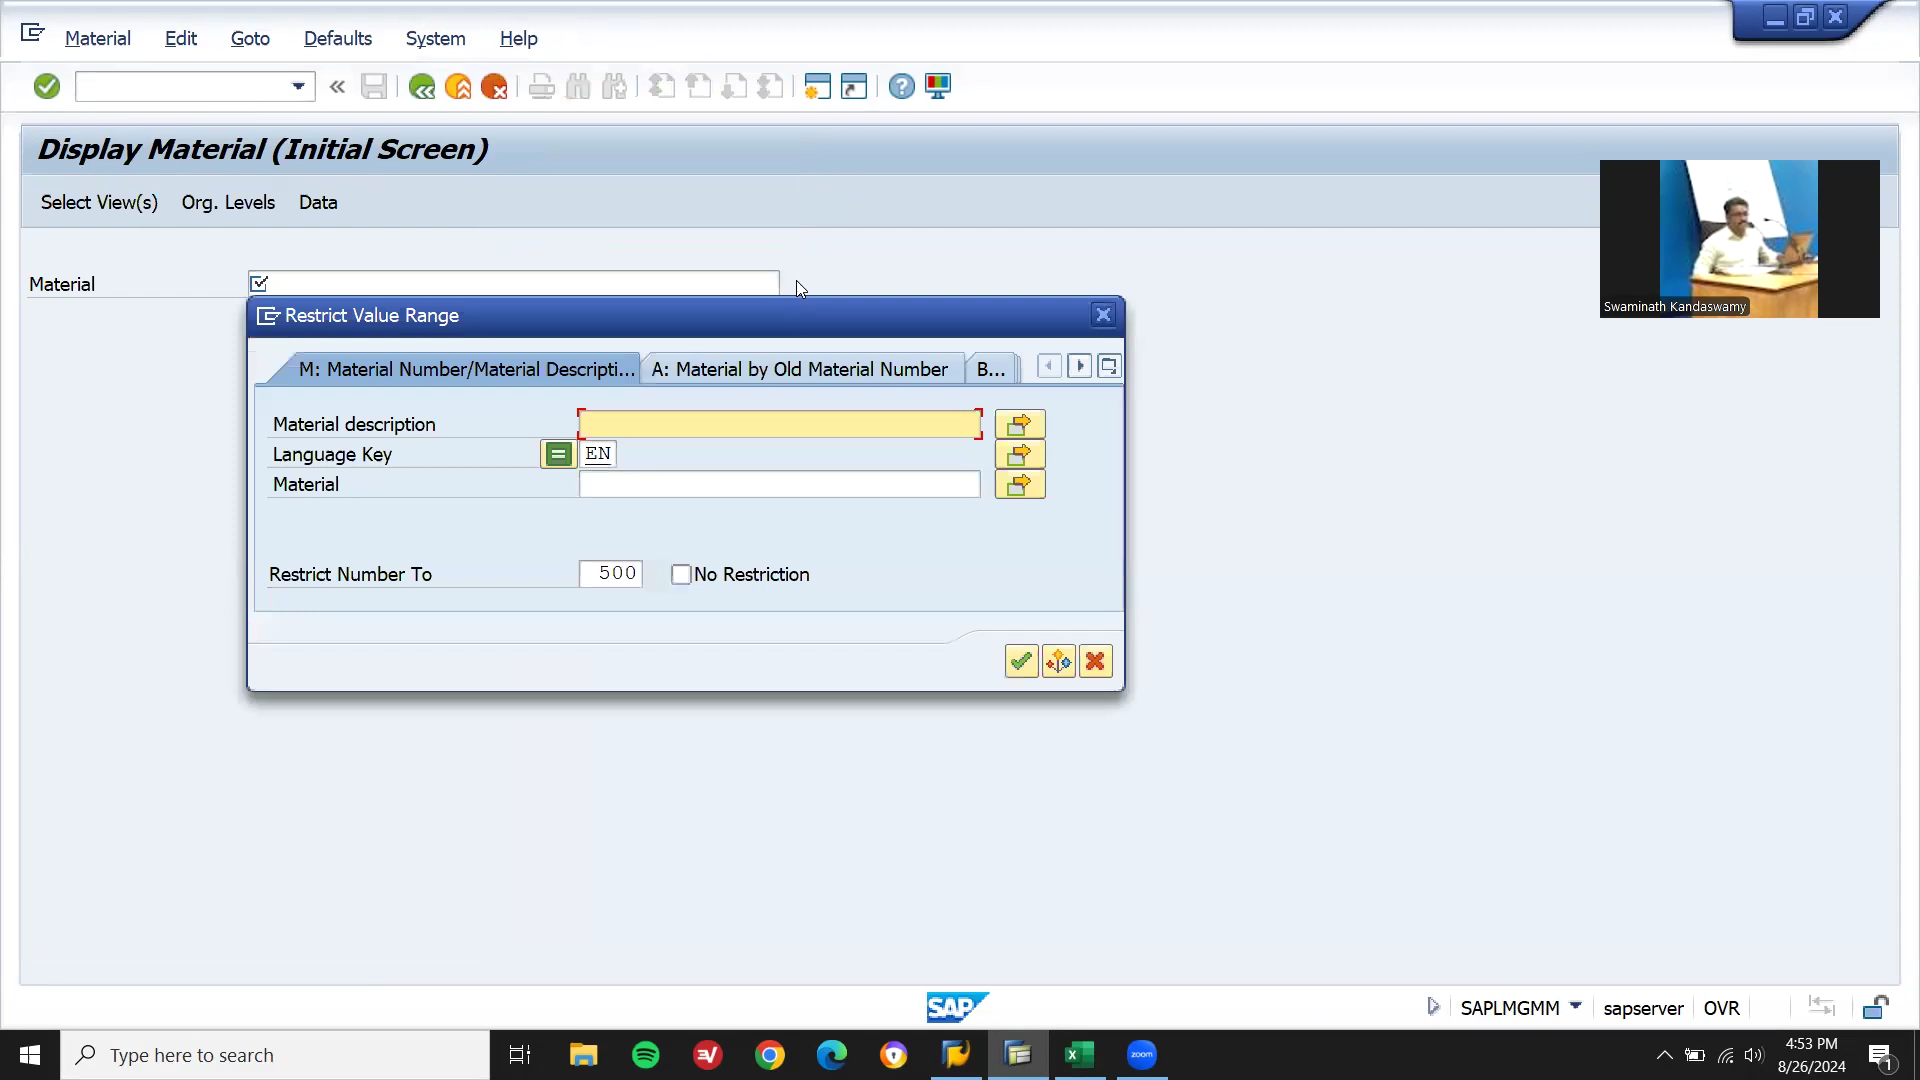 Material Edit Goto Defaults System Help
Display Material (Initial Screen)
Select View(s) Org. Levels Data
Material
Swaminath Kandaswamy
Restrict Value Range
M: Material Number/Material Descripti... A: Material by Old Material Number B...
Material description
Language Key EN
Material
Restrict Number To 500 No Restriction
SAP SAPLMGMM sapserver OVR
Type here to search zoom 4:53 PM
8/26/2024 1